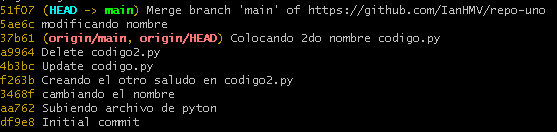 51f07 (HEAD -> main) Merge branch 'main' of https://github.com/IanHMV/repo-uno
5ae6c modificando nombre
37b61 (origin/main, origin/HEAD) Colocando 2do nombre codigo.py
a9964 Delete codigo2.py
4b3bc Update codigo.py
f263b Creando el otro saludo en codigo2.py
3468f cambiando el nombre
aa762 Subiendo archivo de pyton
df9e8 Initial commit